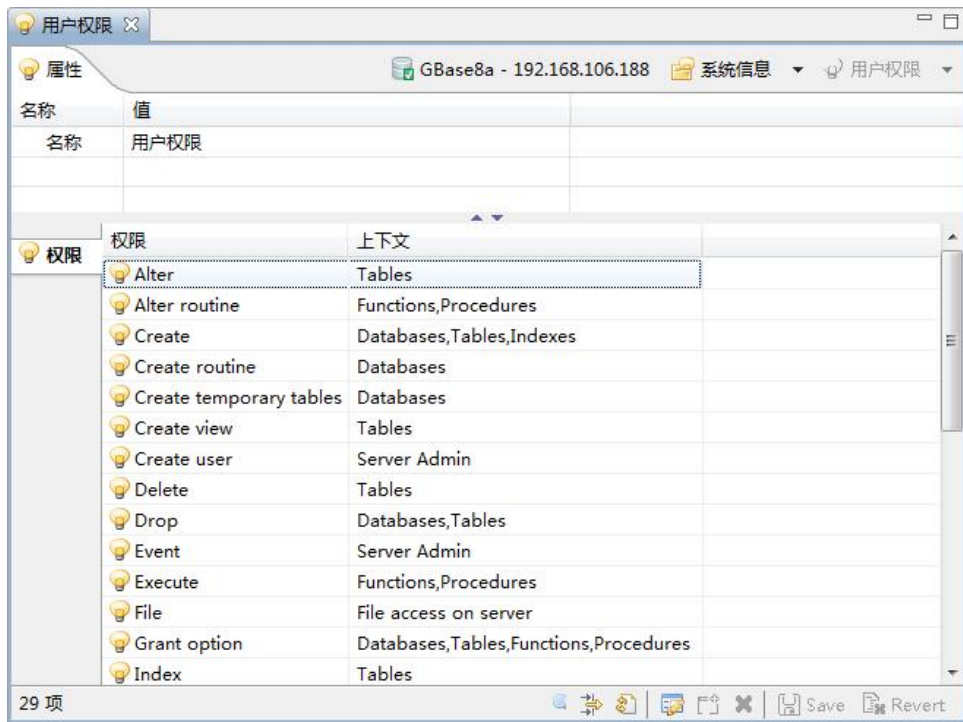 用户权限
属性 GBase8a - 192.168.106.188 系统信息 用户权限
名称 值
名称 用户权限
权限 上下文
权限
Alter Tables
Alter routine Functions,Procedures
Create Databases,Tables,Indexes
Create routine Databases
Create temporary tables Databases
Create view Tables
Create user Server Admin
Delete Tables
Drop Databases,Tables
Event Server Admin
Execute Functions,Procedures
File File access on server
Grant option Databases,Tables,Functions,Procedures
Index Tables
29 项 Save Revert